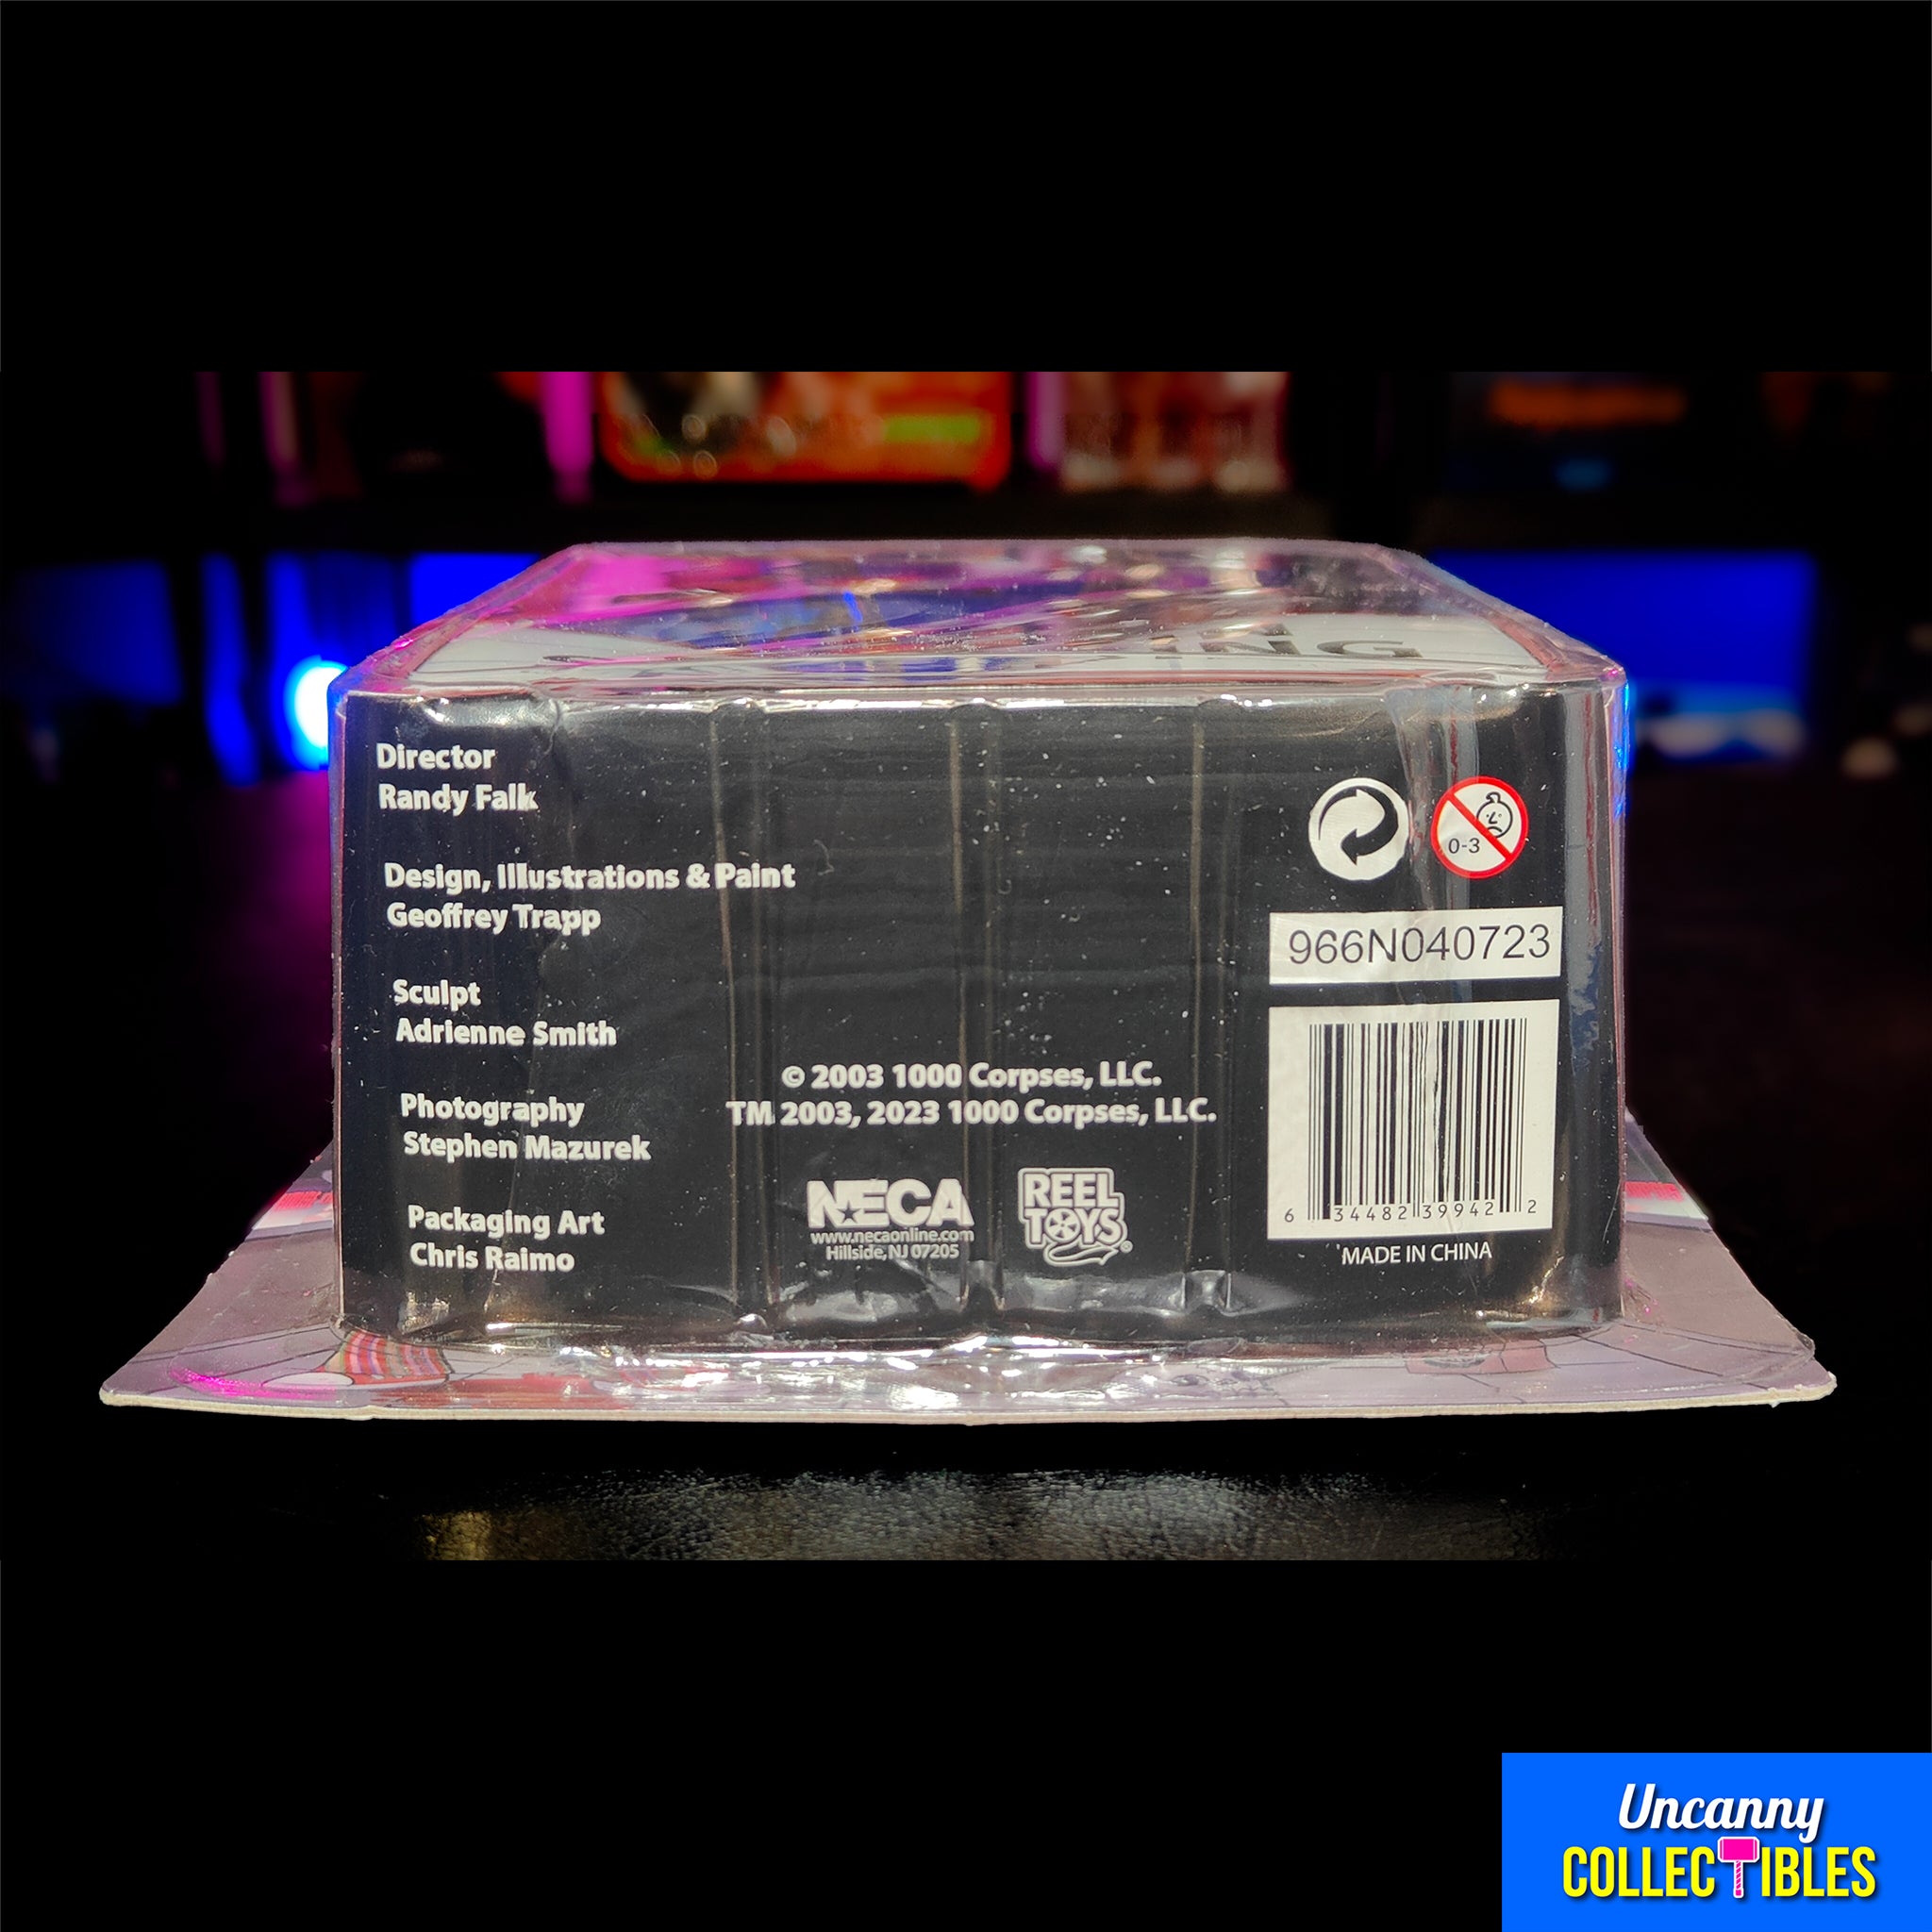 Director
Randy Falk
Design, Illustrations & Paint
Geoffrey Trapp
Sculpt
Adrienne Smith
Photography
Stephen Mazurek
Packaging Art
Chris Raimo
© 2003 1000 Corpses, LLC.
TM 2003, 2023 1000 Corpses, LLC.
NECA
www.necaonline.com
Hillside, NJ 07205
REEL
TOYS®
0-3
966N040723
6 34482 39942 2
MADE IN CHINA
Uncanny
COLLECTIBLES